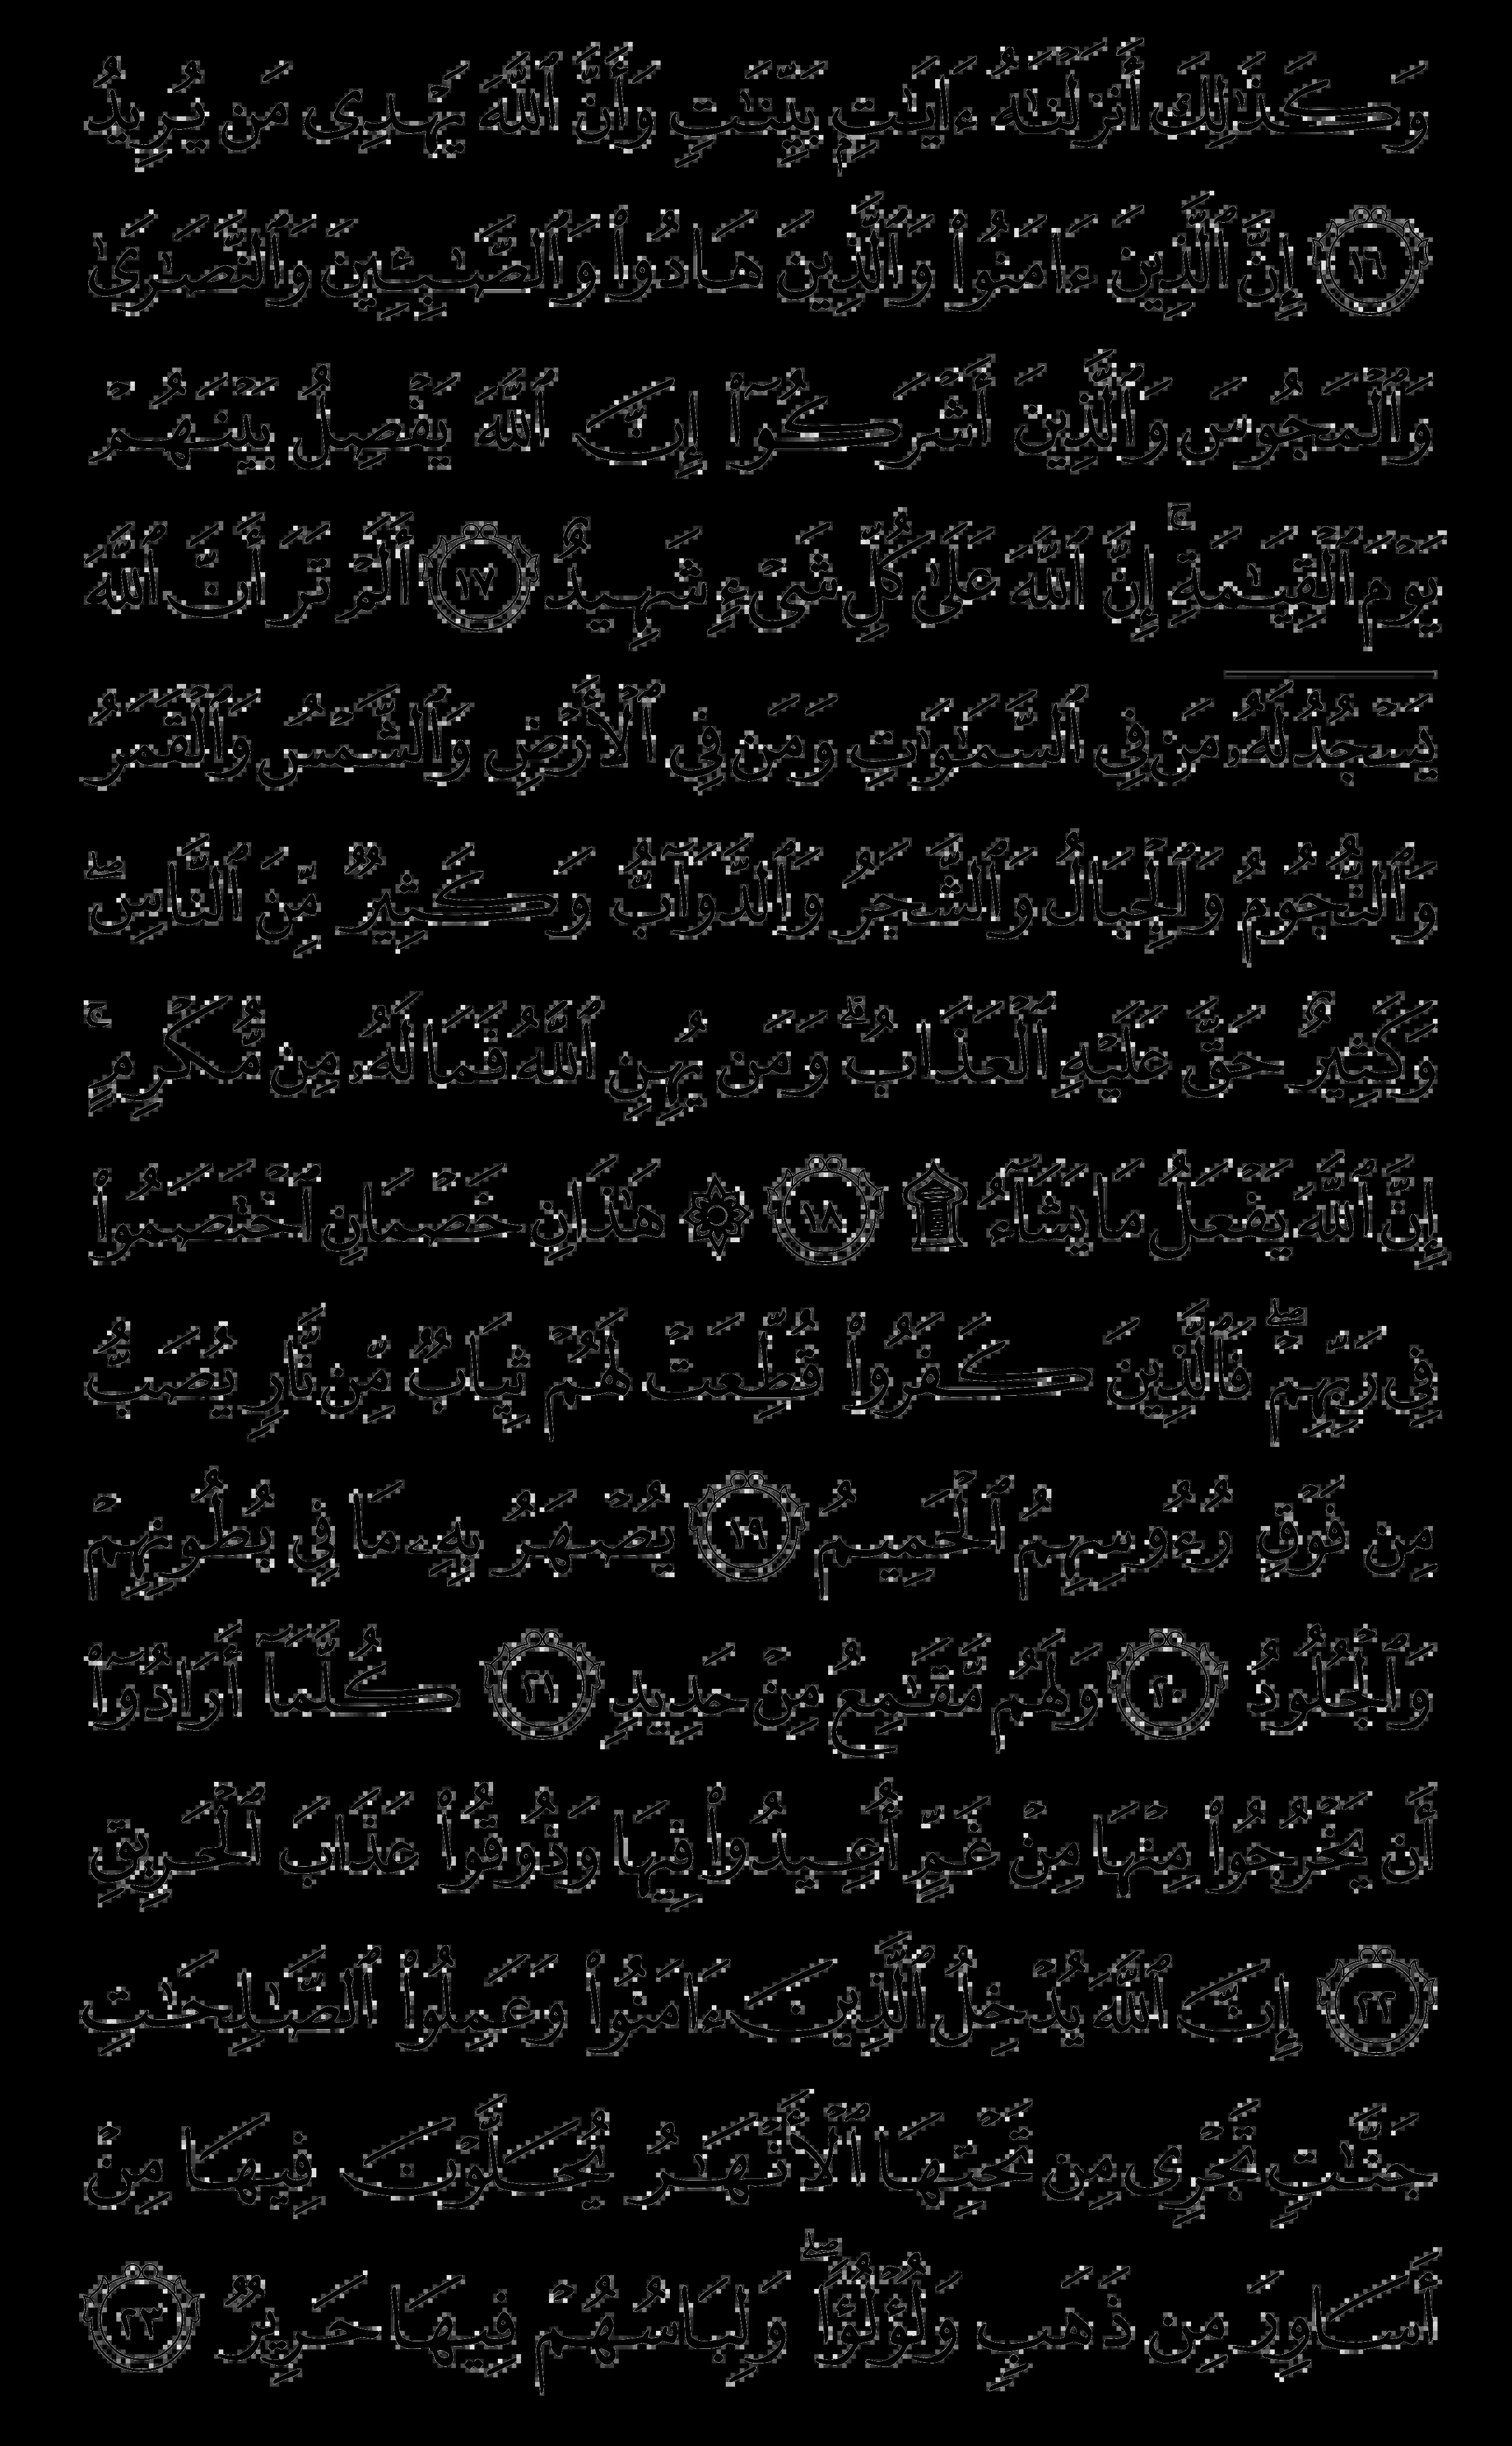 وَكَذَٰلِكَ أَنزَلْنَٰهُ ءَايَٰتٍۭ بَيِّنَٰتٍ وَأَنَّ ٱللَّهَ يَهْدِى مَن يُرِيدُ
١٦ إِنَّ ٱلَّذِينَ ءَامَنُوا۟ وَٱلَّذِينَ هَادُوا۟ وَٱلصَّٰبِـِٔينَ وَٱلنَّصَٰرَىٰ
وَٱلْمَجُوسَ وَٱلَّذِينَ أَشْرَكُوٓا۟ إِنَّ ٱللَّهَ يَفْصِلُ بَيْنَهُمْ
يَوْمَ ٱلْقِيَٰمَةِۚ إِنَّ ٱللَّهَ عَلَىٰ كُلِّ شَىْءٍ شَهِيدٌ ١٧ أَلَمْ تَرَ أَنَّ ٱللَّهَ
يَسْجُدُ لَهُۥ مَن فِى ٱلسَّمَٰوَٰتِ وَمَن فِى ٱلْأَرْضِ وَٱلشَّمْسُ وَٱلْقَمَرُ
وَٱلنُّجُومُ وَٱلْجِبَالُ وَٱلشَّجَرُ وَٱلدَّوَآبُّ وَكَثِيرٌ مِّنَ ٱلنَّاسِۖ
وَكَثِيرٌ حَقَّ عَلَيْهِ ٱلْعَذَابُۗ وَمَن يُهِنِ ٱللَّهُ فَمَا لَهُۥ مِن مُّكْرِمٍۚ
إِنَّ ٱللَّهَ يَفْعَلُ مَا يَشَآءُ ۩ ١٨ ۞ هَٰذَانِ خَصْمَانِ ٱخْتَصَمُوا۟
فِى رَبِّهِمْۖ فَٱلَّذِينَ كَفَرُوا۟ قُطِّعَتْ لَهُمْ ثِيَابٌ مِّن نَّارٍ يُصَبُّ
مِن فَوْقِ رُءُوسِهِمُ ٱلْحَمِيمُ ١٩ يُصْهَرُ بِهِۦ مَا فِى بُطُونِهِمْ
وَٱلْجُلُودُ ٢٠ وَلَهُم مَّقَٰمِعُ مِنْ حَدِيدٍ ٢١ كُلَّمَآ أَرَادُوٓا۟
أَن يَخْرُجُوا۟ مِنْهَا مِنْ غَمٍّ أُعِيدُوا۟ فِيهَا وَذُوقُوا۟ عَذَابَ ٱلْحَرِيقِ
٢٢ إِنَّ ٱللَّهَ يُدْخِلُ ٱلَّذِينَ ءَامَنُوا۟ وَعَمِلُوا۟ ٱلصَّٰلِحَٰتِ
جَنَّٰتٍ تَجْرِى مِن تَحْتِهَا ٱلْأَنْهَٰرُ يُحَلَّوْنَ فِيهَا مِنْ
أَسَاوِرَ مِن ذَهَبٍ وَلُؤْلُؤًاۖ وَلِبَاسُهُمْ فِيهَا حَرِيرٌ ٢٣